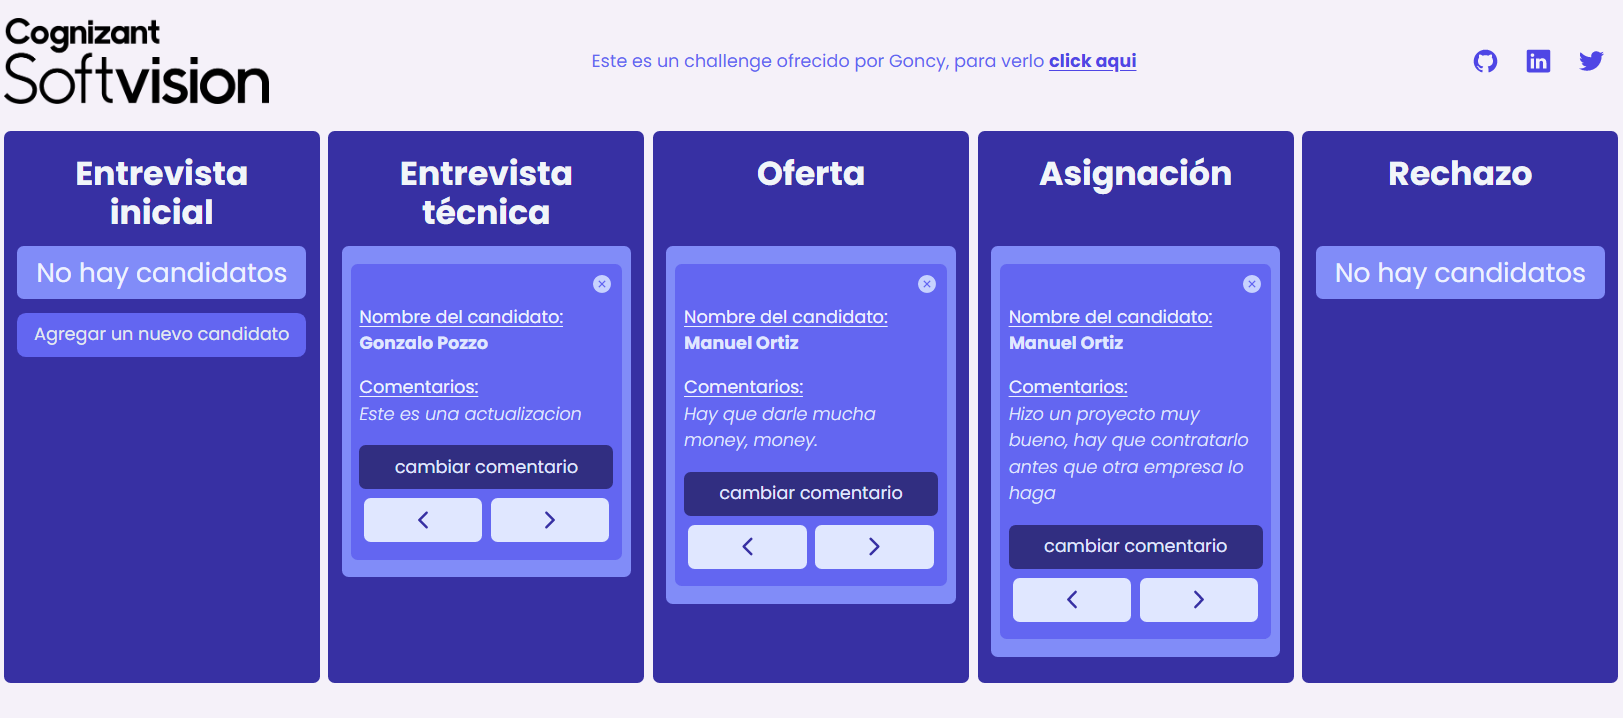 Cognizant
Softvision
Este es un challenge ofrecido por Goncy, para verlo click aqui
in
Entrevista
inicial
No hay candidatos
Agregar un nuevo candidato
Entrevista
técnica
Nombre del candidato:
Gonzalo Pozzo
Comentarios:
Este es una actualizacion
cambiar comentario
Oferta
Nombre del candidato:
Manuel Ortiz
Comentarios:
Hay que darle mucha
money, money.
cambiar comentario
Asignación
Nombre del candidato:
Manuel Ortiz
Comentarios:
Hizo un proyecto muy
bueno, hay que contratarlo
antes que otra empresa lo
haga
cambiar comentario
Rechazo
No hay candidatos